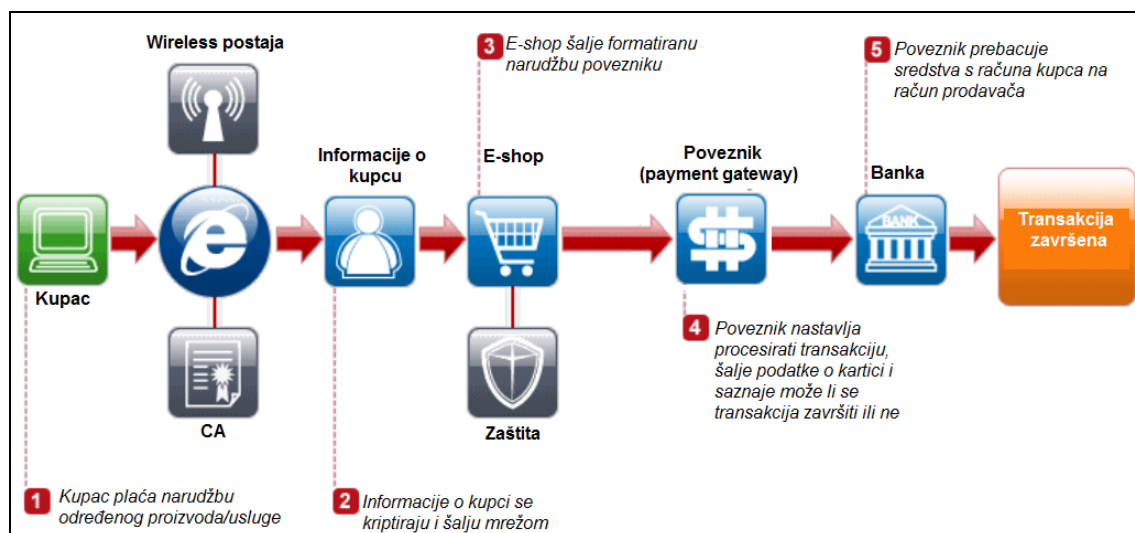 Wireless postaja
3 E-shop šalje formatiranu
narudžbu povezniku
5 Poveznik prebacuje
sredstva s računa kupca na
račun prodavača
Informacije o
kupcu
E-shop
Poveznik
(payment gateway)
Banka
BANK
Transakcija
završena
Kupac
CA
Zaštita
4 Poveznik nastavlja
procesirati transakciju,
šalje podatke o kartici i
saznaje može li se
transakcija završiti ili ne
1 Kupac plaća narudžbu
određenog proizvoda/usluge
2 Informacije o kupci se
kriptiraju i šalju mrežom